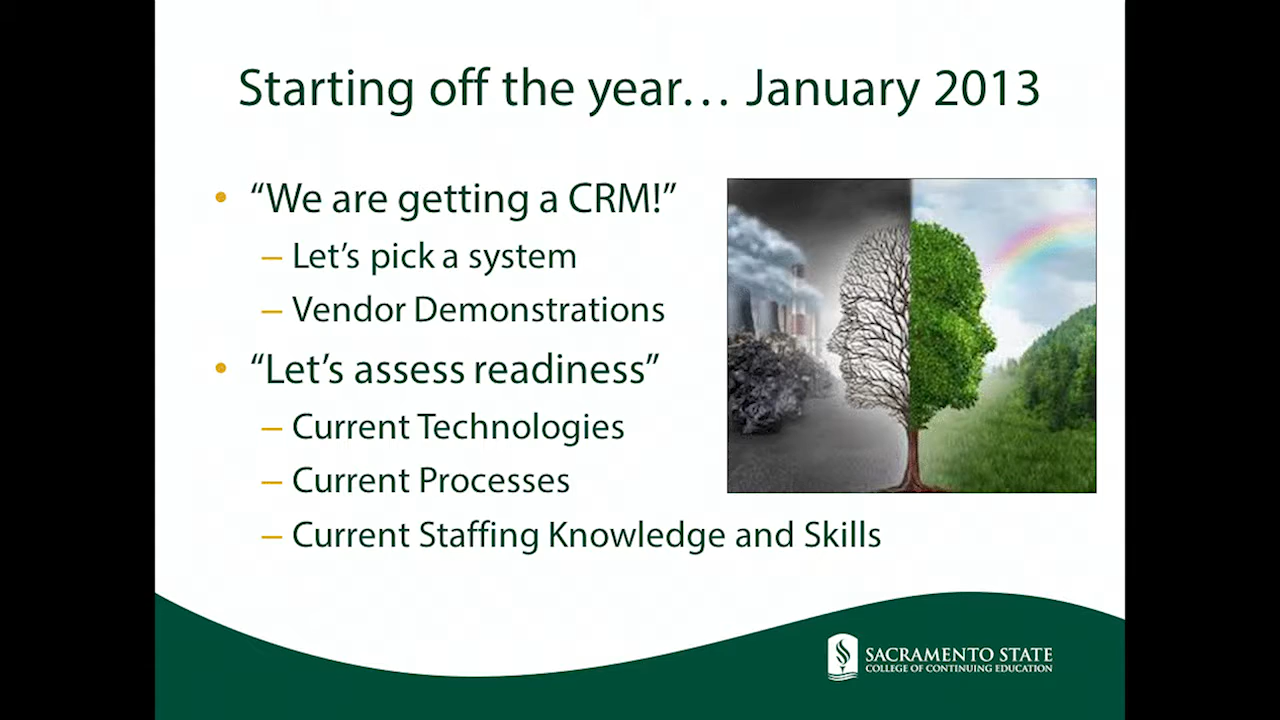 Starting off the year… January 2013
• “We are getting a CRM!”
– Let’s pick a system
– Vendor Demonstrations
• “Let’s assess readiness”
– Current Technologies
– Current Processes
– Current Staffing Knowledge and Skills
SACRAMENTO STATE
COLLEGE OF CONTINUING EDUCATION